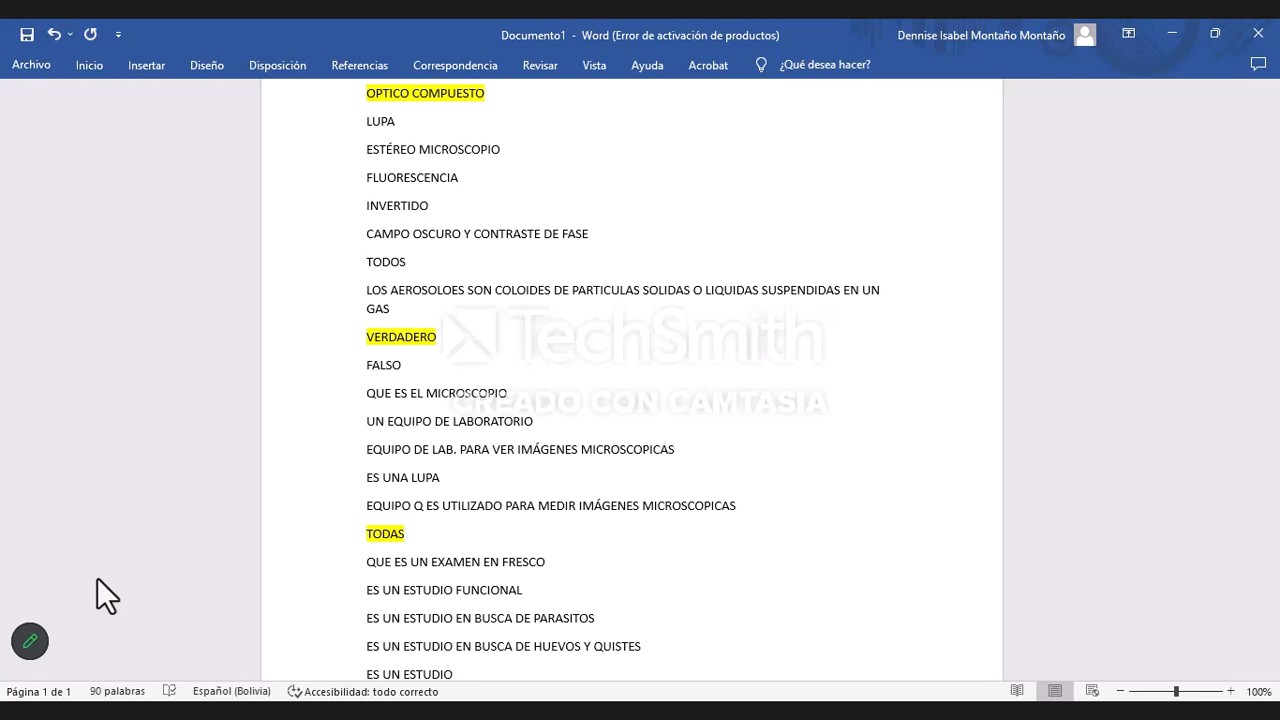 Documento1 - Word (Error de activación de productos)
Dennise Isabel Montaño Montaño
Archivo Inicio Insertar Diseño Disposición Referencias Correspondencia Revisar Vista Ayuda Acrobat ¿Qué desea hacer?
OPTICO COMPUESTO
LUPA
ESTÉREO MICROSCOPIO
FLUORESCENCIA
INVERTIDO
CAMPO OSCURO Y CONTRASTE DE FASE
TODOS
LOS AEROSOLOES SON COLOIDES DE PARTICULAS SOLIDAS O LIQUIDAS SUSPENDIDAS EN UN
GAS
TechSmith
VERDADERO
FALSO
QUE ES EL MICROSCOPIO
CREADO CON CAMTASIA
UN EQUIPO DE LABORATORIO
EQUIPO DE LAB. PARA VER IMÁGENES MICROSCOPICAS
ES UNA LUPA
EQUIPO Q ES UTILIZADO PARA MEDIR IMÁGENES MICROSCOPICAS
TODAS
QUE ES UN EXAMEN EN FRESCO
ES UN ESTUDIO FUNCIONAL
ES UN ESTUDIO EN BUSCA DE PARASITOS
ES UN ESTUDIO EN BUSCA DE HUEVOS Y QUISTES
ES UN ESTUDIO
Página 1 de 1 90 palabras Español (Bolivia) Accesibilidad: todo correcto 100%